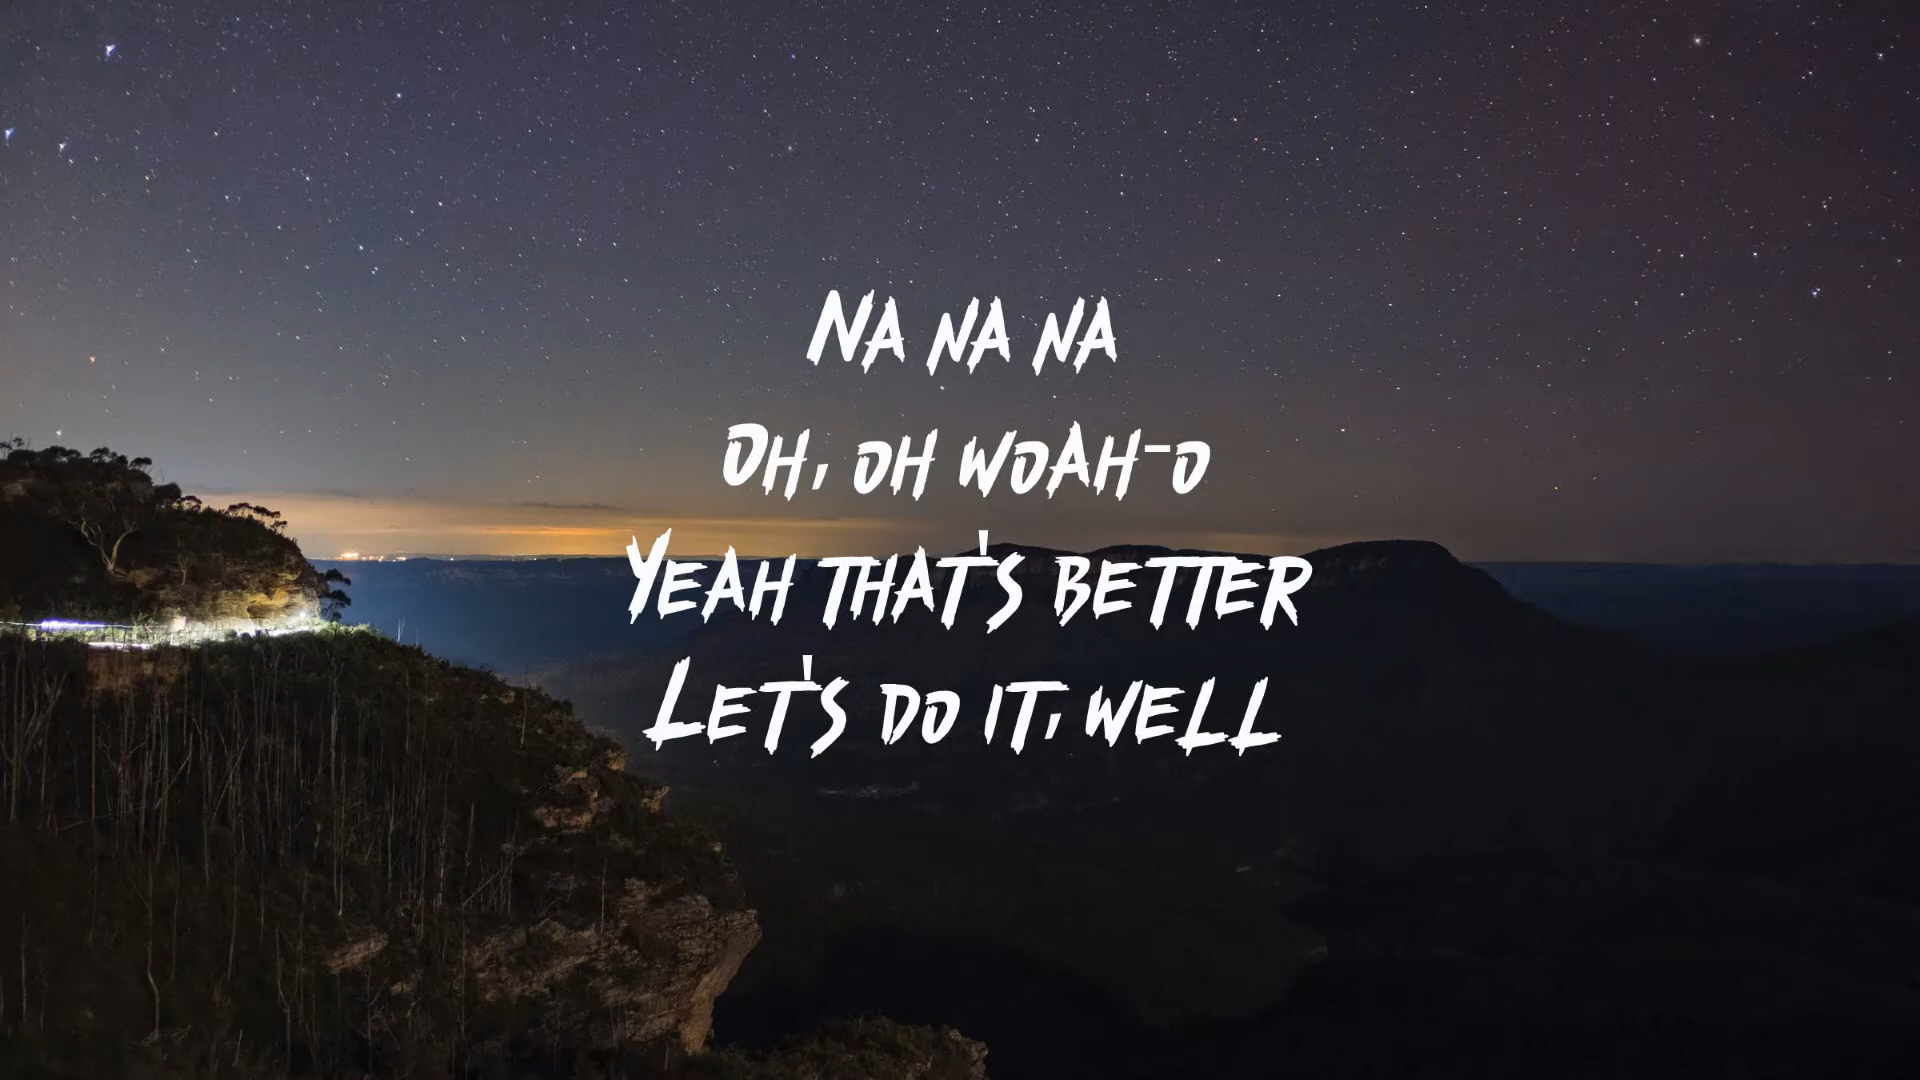 Na na na
Oh, oh woah-o
Yeah that's better
Let's do it, well